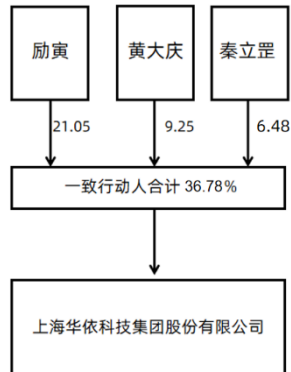 励寅 黄大庆 秦立罡
21.05 9.25 6.48
一致行动人合计 36.78%
上海华依科技集团股份有限公司